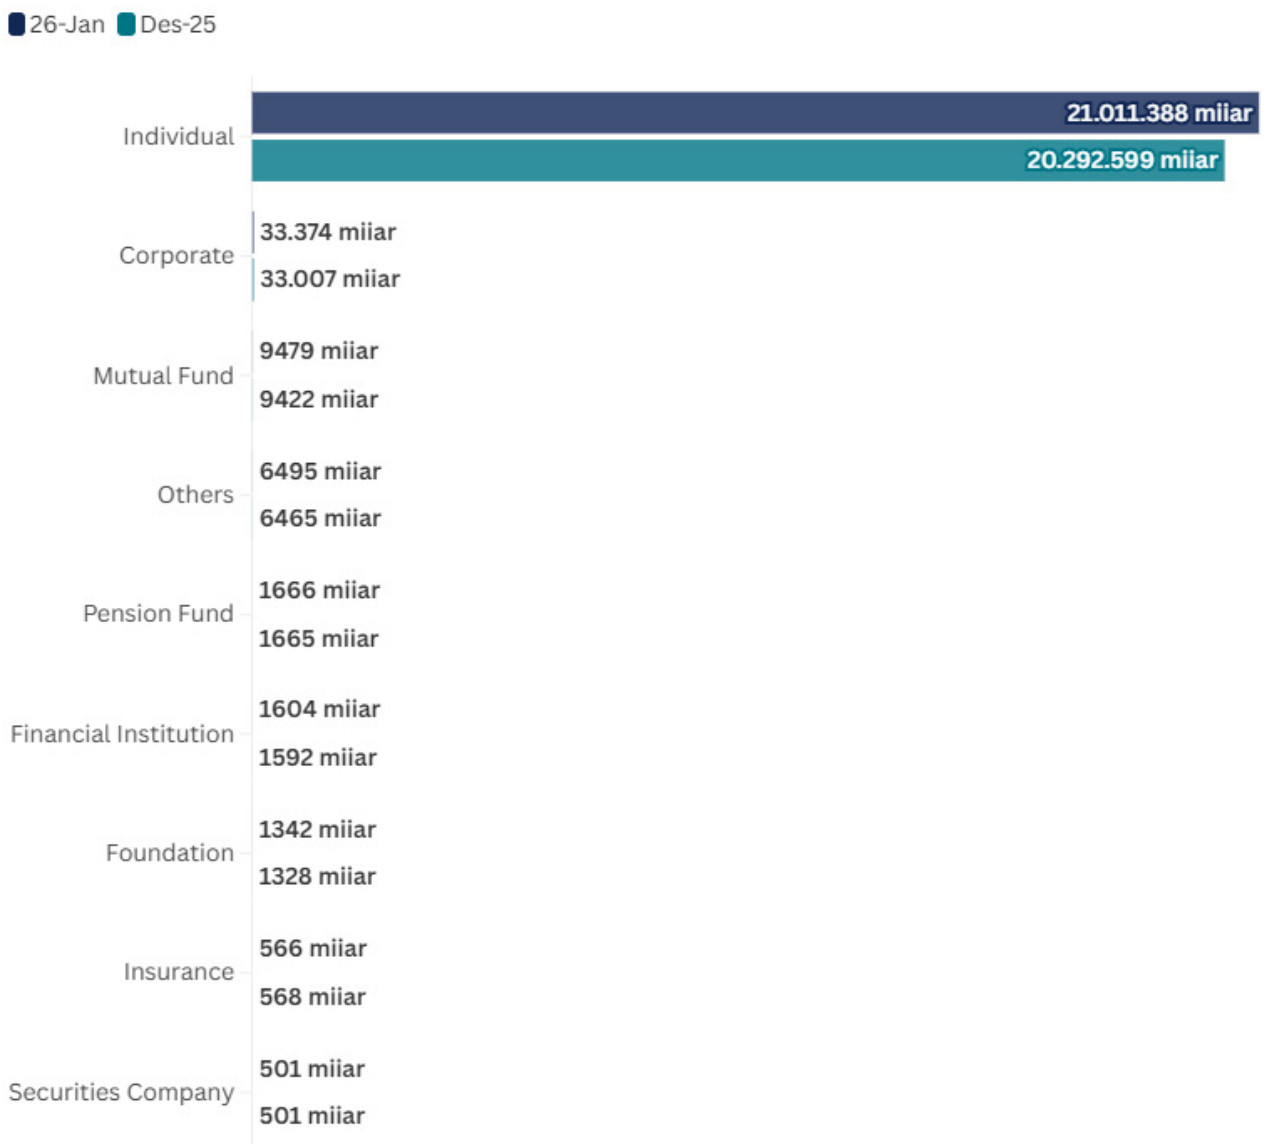 26-Jan Des-25
Individual
21.011.388 miiar
20.292.599 miiar
Corporate
33.374 miiar
33.007 miiar
Mutual Fund
9479 miiar
9422 miiar
Others
6495 miiar
6465 miiar
Pension Fund
1666 miiar
1665 miiar
Financial Institution
1604 miiar
1592 miiar
Foundation
1342 miiar
1328 miiar
Insurance
566 miiar
568 miiar
Securities Company
501 miiar
501 miiar